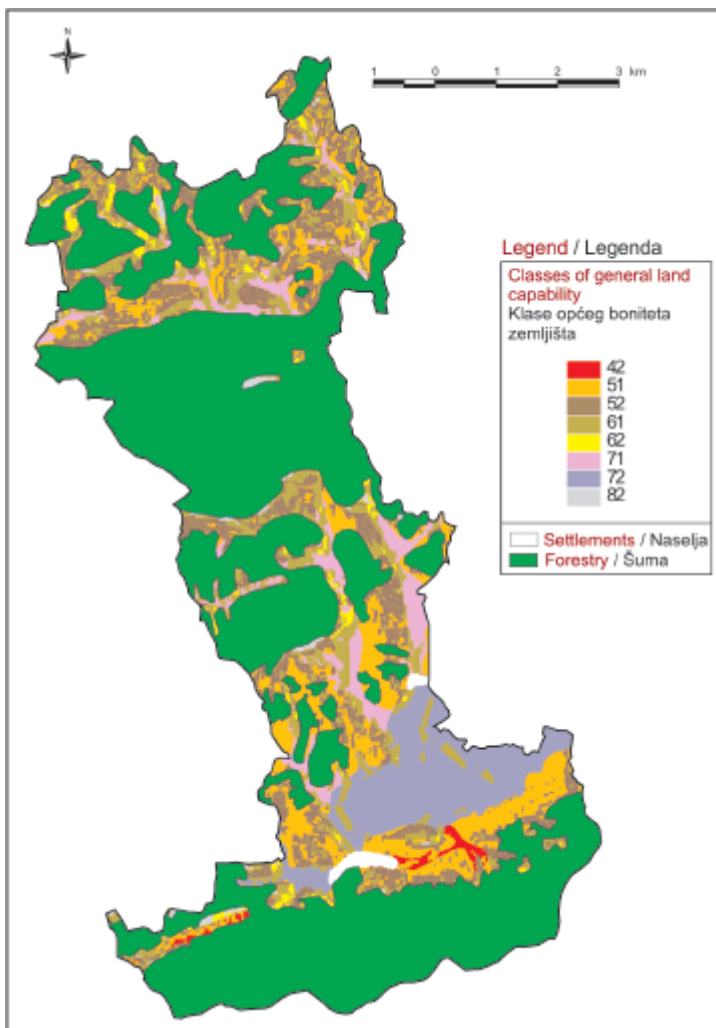 N
1 0 1 2 3 km
Legend / Legenda
Classes of general land
capability
Klase općeg boniteta
zemljišta
42
51
52
61
62
71
72
82
Settlements / Naselja
Forestry / Šuma